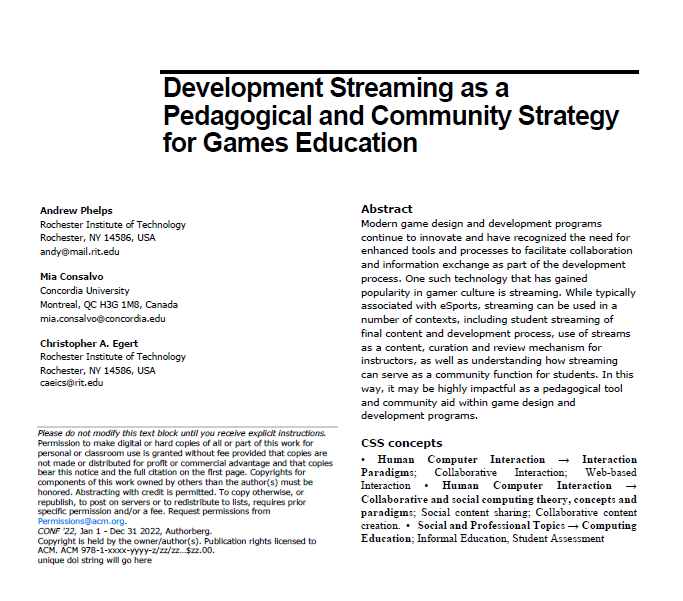 Development Streaming as a
Pedagogical and Community Strategy
for Games Education
Andrew Phelps
Rochester Institute of Technology
Rochester, NY 14586, USA
andy@mail.rit.edu
Mia Consalvo
Concordia University
Montreal, QC H3G 1M8, Canada
mia.consalvo@concordia.edu
Christopher A. Egert
Rochester Institute of Technology
Rochester, NY 14586, USA
caeics@rit.edu
Please do not modify this text block until you receive explicit instructions.
Permission to make digital or hard copies of all or part of this work for
personal or classroom use is granted without fee provided that copies are
not made or distributed for profit or commercial advantage and that copies
bear this notice and the full citation on the first page. Copyrights for
components of this work owned by others than the author(s) must be
honored. Abstracting with credit is permitted. To copy otherwise, or
republish, to post on servers or to redistribute to lists, requires prior
specific permission and/or a fee. Request permissions from
Permissions@acm.org.
CONF '22, Jan 1 - Dec 31 2022, Authorberg.
Copyright is held by the owner/author(s). Publication rights licensed to
ACM. ACM 978-1-xxxx-yyyy-z/zz/zz…$zz.00.
unique doi string will go here
Abstract
Modern game design and development programs
continue to innovate and have recognized the need for
enhanced tools and processes to facilitate collaboration
and information exchange as part of the development
process. One such technology that has gained
popularity in gamer culture is streaming. While typically
associated with eSports, streaming can be used in a
number of contexts, including student streaming of
final content and development process, use of streams
as a content, curation and review mechanism for
instructors, as well as understanding how streaming
can serve as a community function for students. In this
way, it may be highly impactful as a pedagogical tool
and community aid within game design and
development programs.
CSS concepts
• Human Computer Interaction → Interaction
Paradigms; Collaborative Interaction; Web-based
Interaction • Human Computer Interaction →
Collaborative and social computing theory, concepts and
paradigms; Social content sharing; Collaborative content
creation. • Social and Professional Topics → Computing
Education; Informal Education, Student Assessment